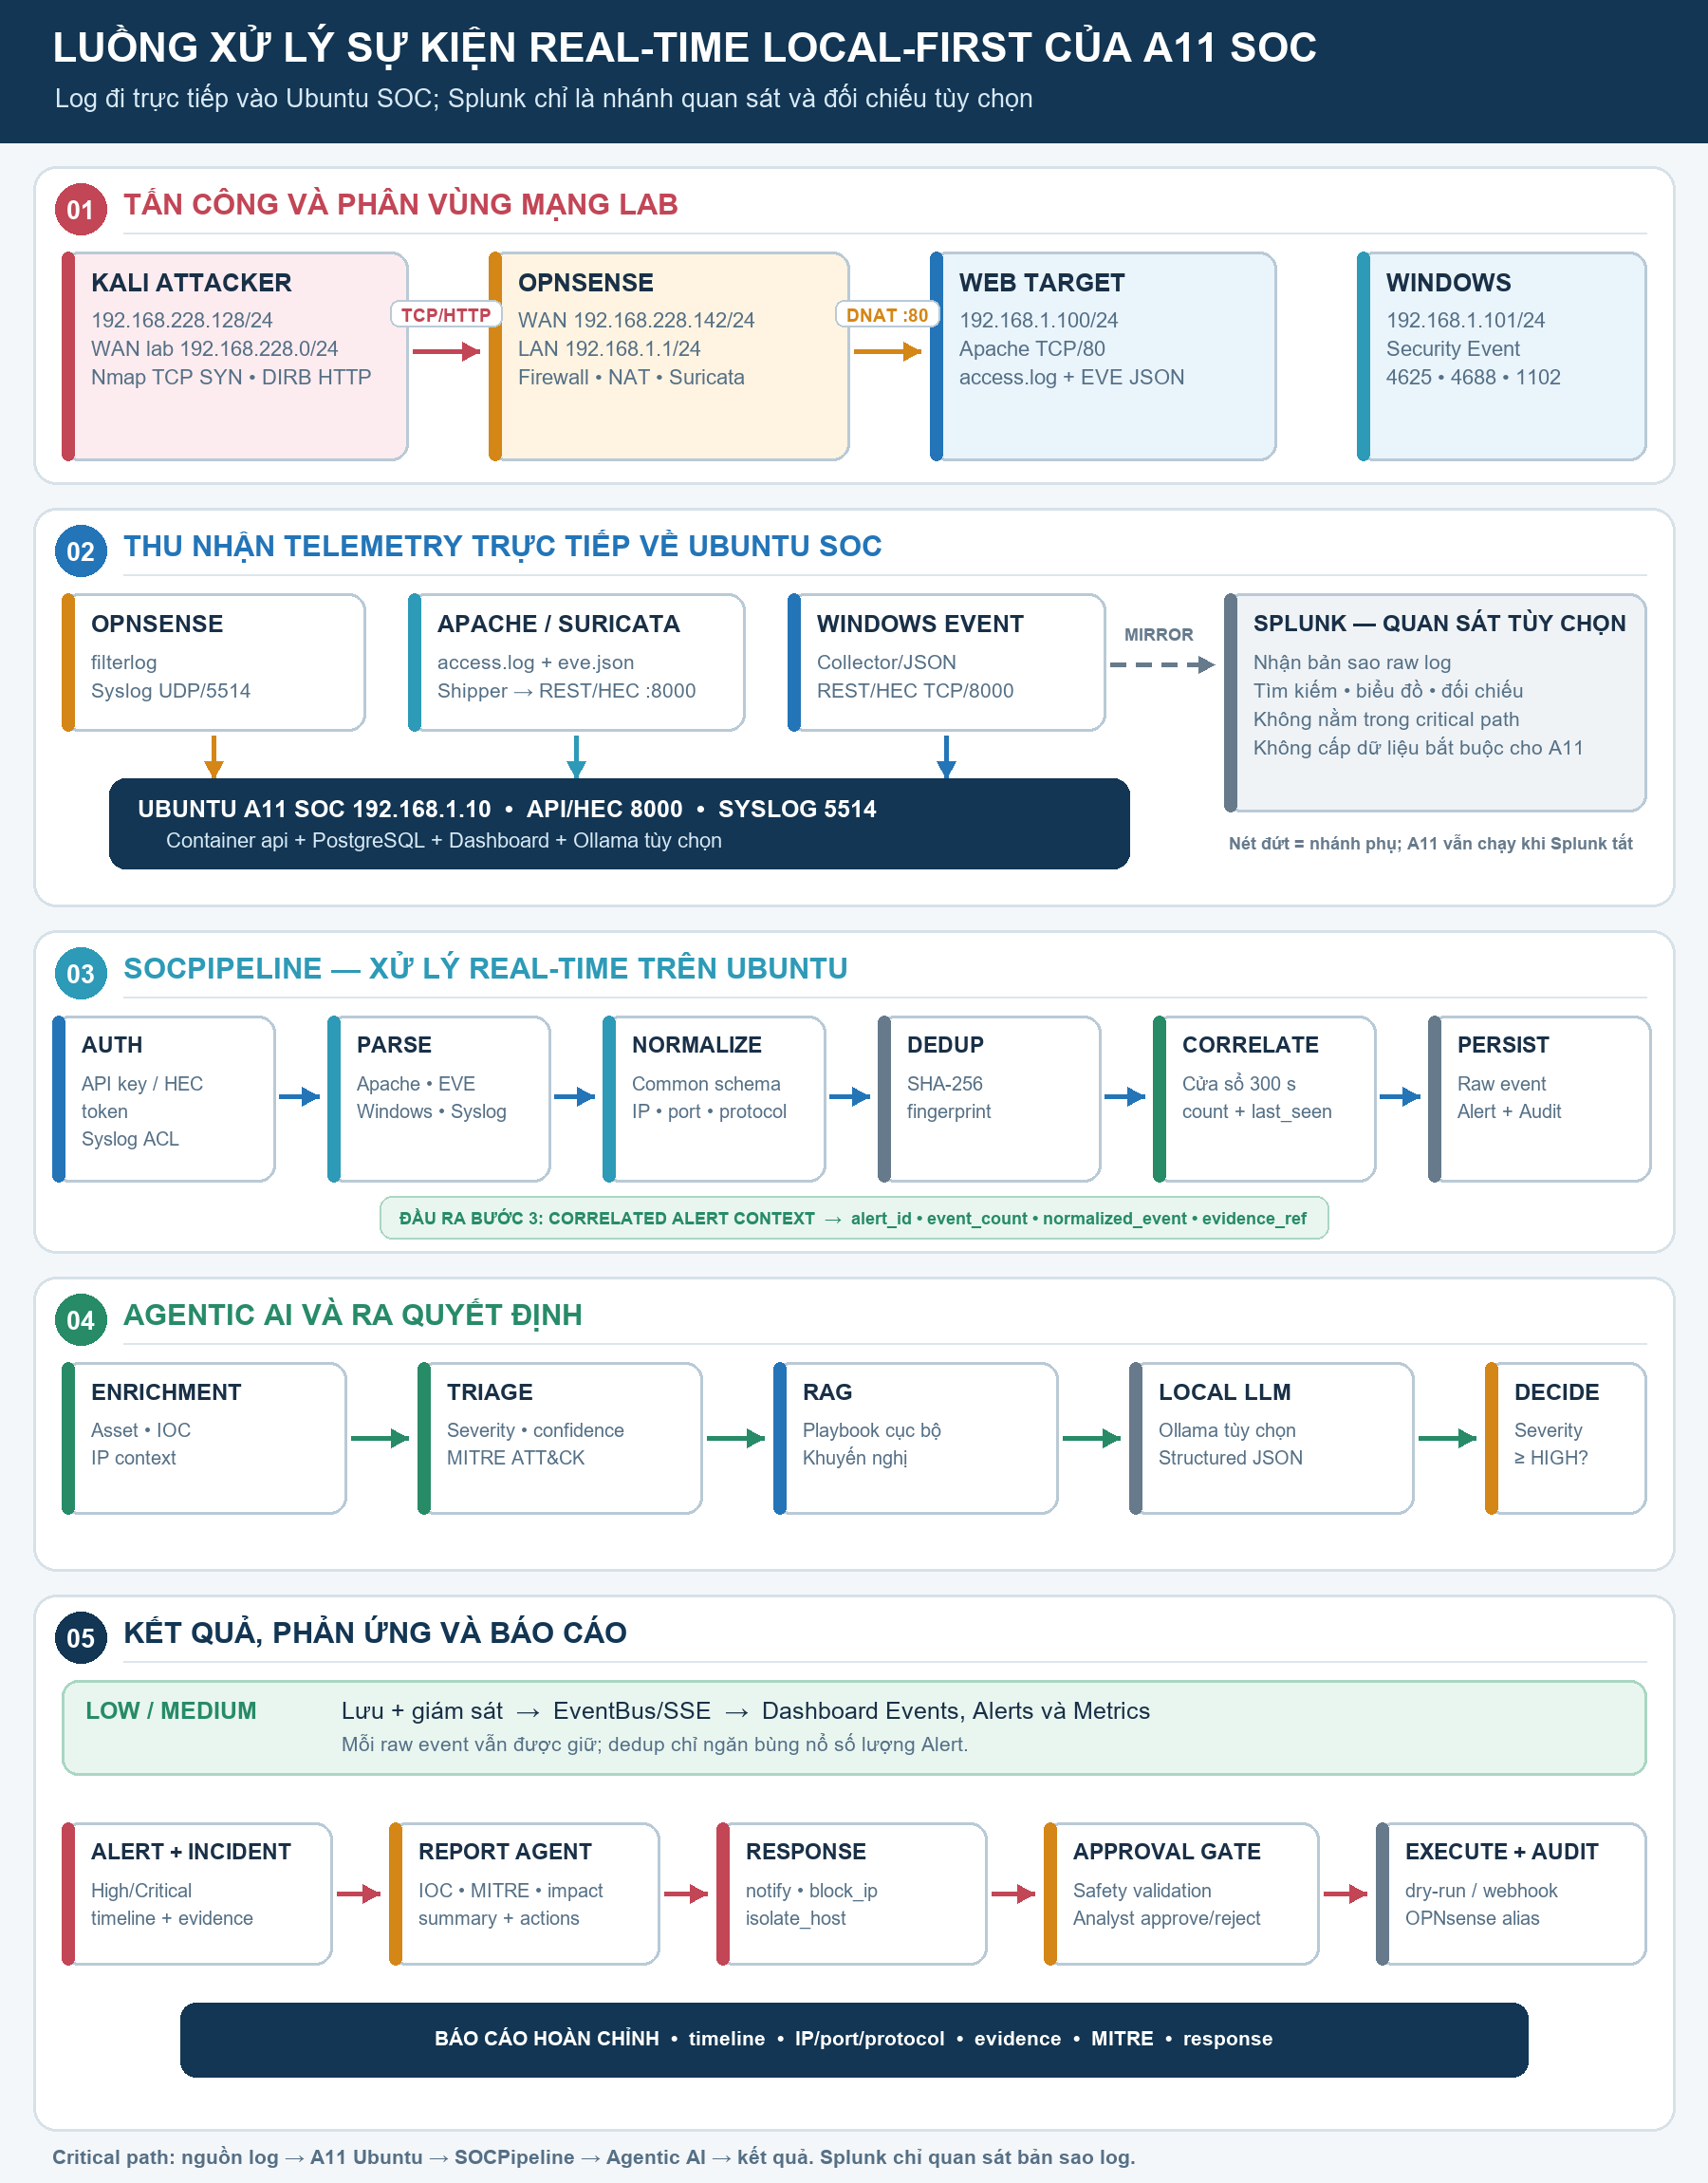 LUỒNG XỬ LÝ SỰ KIỆN REAL-TIME LOCAL-FIRST CỦA A11 SOC
Log đi trực tiếp vào Ubuntu SOC; Splunk chỉ là nhánh quan sát và đối chiếu tùy chọn
01 TẤN CÔNG VÀ PHÂN VÙNG MẠNG LAB
KALI ATTACKER
192.168.228.128/24
WAN lab 192.168.228.0/24
Nmap TCP SYN • DIRB HTTP
TCP/HTTP
OPNSENSE
WAN 192.168.228.142/24
LAN 192.168.1.1/24
Firewall • NAT • Suricata
DNAT :80
WEB TARGET
192.168.1.100/24
Apache TCP/80
access.log + EVE JSON
WINDOWS
192.168.1.101/24
Security Event
4625 • 4688 • 1102
02 THU NHẬN TELEMETRY TRỰC TIẾP VỀ UBUNTU SOC
OPNSENSE
filterlog
Syslog UDP/5514
APACHE / SURICATA
access.log + eve.json
Shipper → REST/HEC :8000
WINDOWS EVENT
Collector/JSON
REST/HEC TCP/8000
MIRROR
SPLUNK — QUAN SÁT TÙY CHỌN
Nhận bản sao raw log
Tìm kiếm • biểu đồ • đối chiếu
Không nằm trong critical path
Không cấp dữ liệu bắt buộc cho A11
UBUNTU A11 SOC 192.168.1.10 • API/HEC 8000 • SYSLOG 5514
Container api + PostgreSQL + Dashboard + Ollama tùy chọn
Nét đứt = nhánh phụ; A11 vẫn chạy khi Splunk tắt
03 SOCPIPELINE — XỬ LÝ REAL-TIME TRÊN UBUNTU
AUTH
API key / HEC
token
Syslog ACL
PARSE
Apache • EVE
Windows • Syslog
NORMALIZE
Common schema
IP • port • protocol
DEDUP
SHA-256
fingerprint
CORRELATE
Cửa sổ 300 s
count + last_seen
PERSIST
Raw event
Alert + Audit
ĐẦU RA BƯỚC 3: CORRELATED ALERT CONTEXT → alert_id • event_count • normalized_event • evidence_ref
04 AGENTIC AI VÀ RA QUYẾT ĐỊNH
ENRICHMENT
Asset • IOC
IP context
TRIAGE
Severity • confidence
MITRE ATT&CK
RAG
Playbook cục bộ
Khuyến nghị
LOCAL LLM
Ollama tùy chọn
Structured JSON
DECIDE
Severity
≥ HIGH?
05 KẾT QUẢ, PHẢN ỨNG VÀ BÁO CÁO
LOW / MEDIUM
Lưu + giám sát → EventBus/SSE → Dashboard Events, Alerts và Metrics
Mỗi raw event vẫn được giữ; dedup chỉ ngăn bùng nổ số lượng Alert.
ALERT + INCIDENT
High/Critical
timeline + evidence
REPORT AGENT
IOC • MITRE • impact
summary + actions
RESPONSE
notify • block_ip
isolate_host
APPROVAL GATE
Safety validation
Analyst approve/reject
EXECUTE + AUDIT
dry-run / webhook
OPNsense alias
BÁO CÁO HOÀN CHỈNH • timeline • IP/port/protocol • evidence • MITRE • response
Critical path: nguồn log → A11 Ubuntu → SOCPipeline → Agentic AI → kết quả. Splunk chỉ quan sát bản sao log.